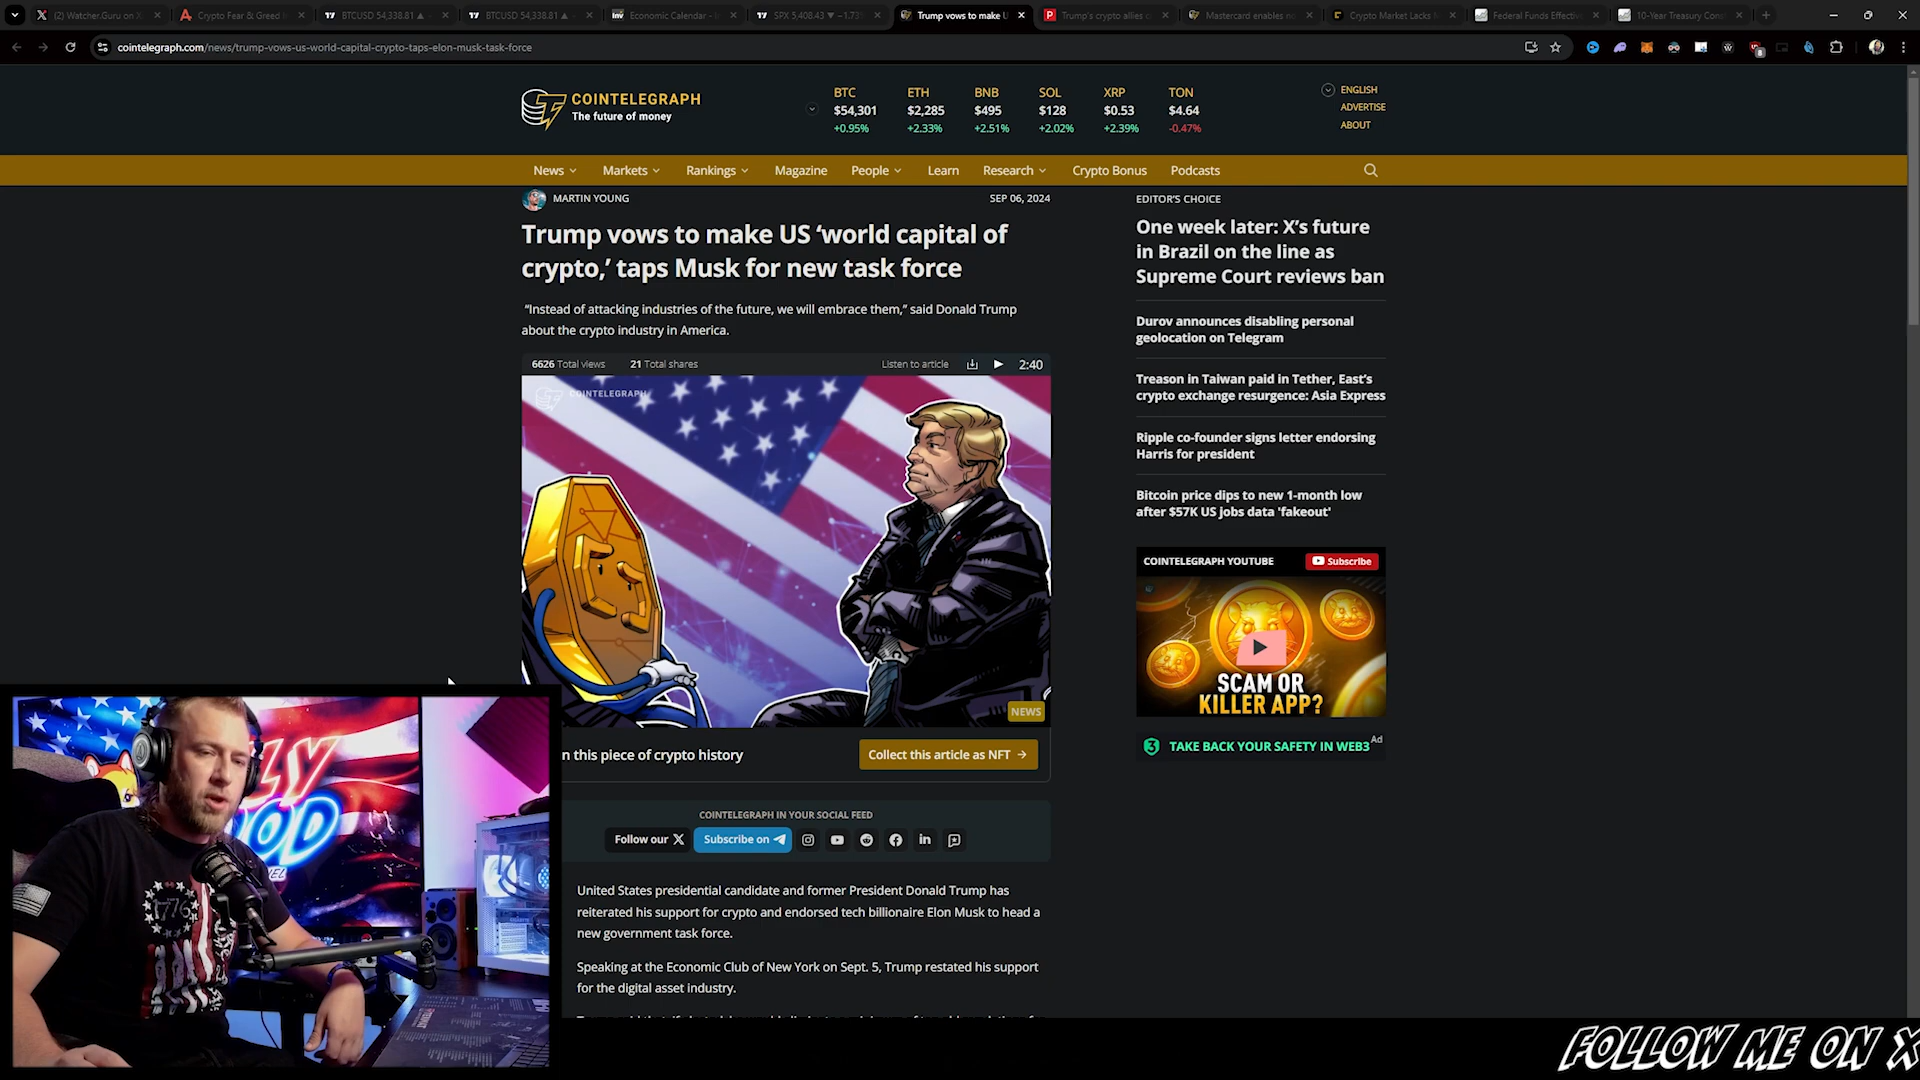 (2) Watcher.Guru on X
Crypto Fear & Greed I
BTCUSD 54,338.81
BTCUSD 54,338.81
Economic Calendar - I
SPX 5,408.43 ▼ −1.73
Trump vows to make U
Trump's crypto allies c
Mastercard enables no
Crypto Market Lacks M
Federal Funds Effectiv
10-Year Treasury Cons
cointelegraph.com/news/trump-vows-us-world-capital-crypto-taps-elon-musk-task-force
COINTELEGRAPH
The future of money
BTC ETH BNB SOL XRP TON
$54,301 $2,285 $495 $128 $0.53 $4.64
+0.95% +2.33% +2.51% +2.02% +2.39% -0.47%
ENGLISH
ADVERTISE
ABOUT
News Markets Rankings Magazine People Learn Research Crypto Bonus Podcasts
MARTIN YOUNG
SEP 06, 2024
Trump vows to make US ‘world capital of
crypto,’ taps Musk for new task force
“Instead of attacking industries of the future, we will embrace them,” said Donald Trump
about the crypto industry in America.
6626 Total views 21 Total shares Listen to article 2:40
COINTELEGRAPH
NEWS
n this piece of crypto history
Collect this article as NFT →
COINTELEGRAPH IN YOUR SOCIAL FEED
Follow our X Subscribe on
United States presidential candidate and former President Donald Trump has
reiterated his support for crypto and endorsed tech billionaire Elon Musk to head a
new government task force.
Speaking at the Economic Club of New York on Sept. 5, Trump restated his support
for the digital asset industry.
EDITOR’S CHOICE
One week later: X’s future
in Brazil on the line as
Supreme Court reviews ban
Durov announces disabling personal
geolocation on Telegram
Treason in Taiwan paid in Tether, East’s
crypto exchange resurgence: Asia Express
Ripple co-founder signs letter endorsing
Harris for president
Bitcoin price dips to new 1-month low
after $57K US jobs data 'fakeout'
COINTELEGRAPH YOUTUBE
Subscribe
SCAM OR
KILLER APP?
TAKE BACK YOUR SAFETY IN WEB3
Ad
LY
OD
1776
FOLLOW ME ON X